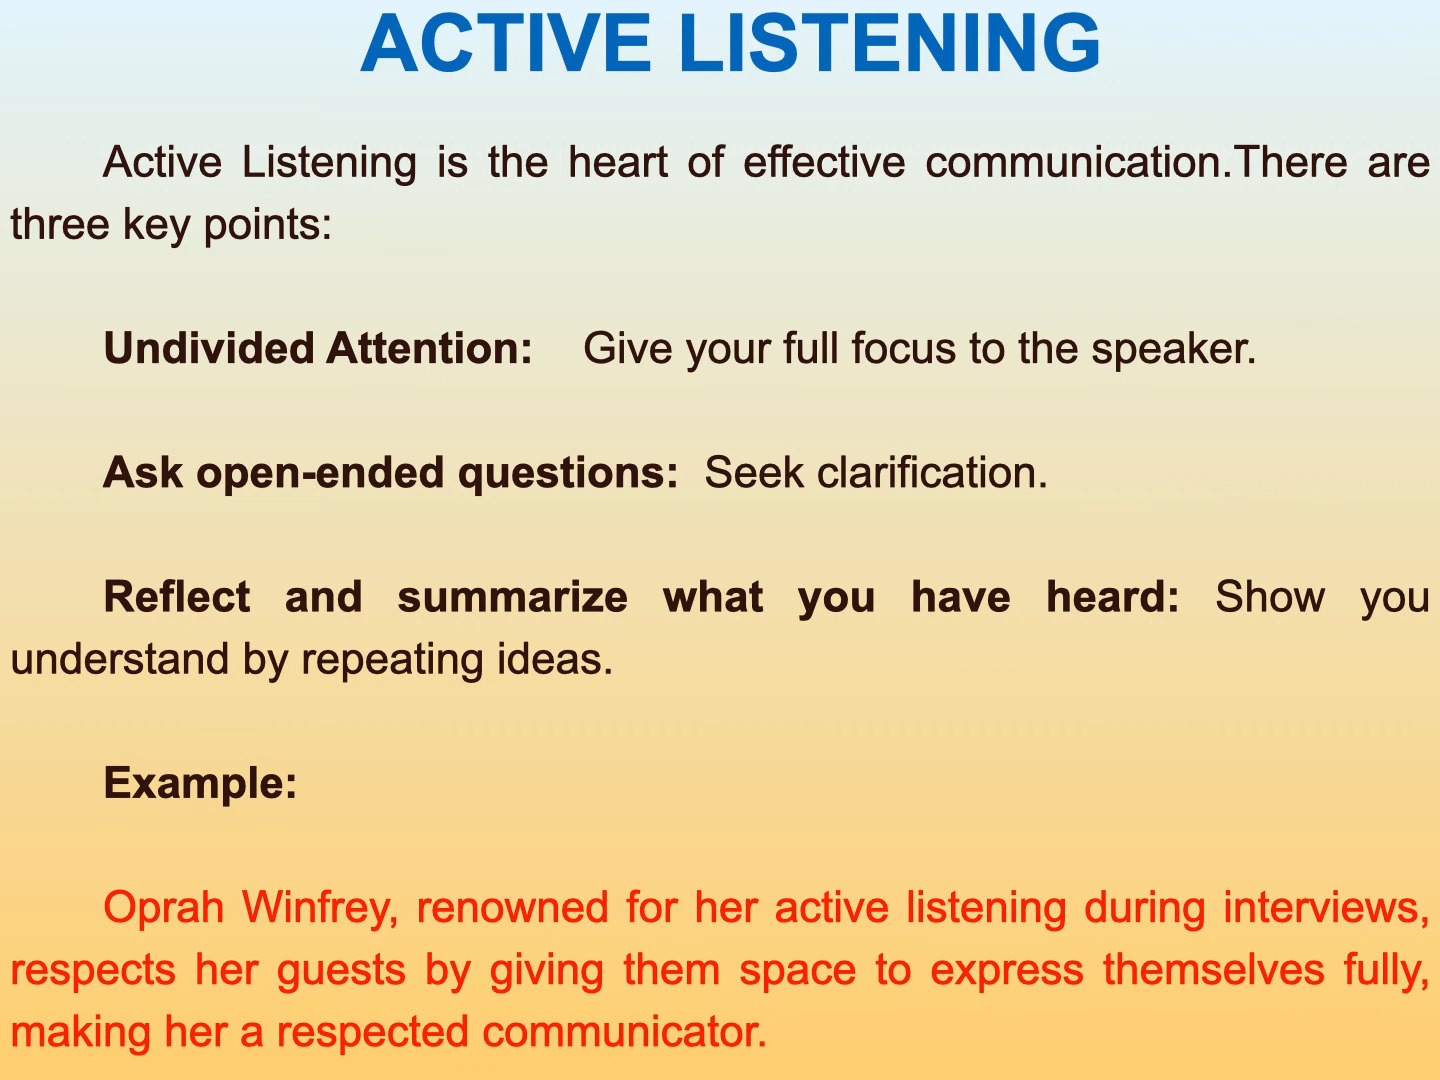 ACTIVE LISTENING
Active Listening is the heart of effective communication.There are
three key points:
Undivided Attention: Give your full focus to the speaker.
Ask open-ended questions: Seek clarification.
Reflect and summarize what you have heard: Show you
understand by repeating ideas.
Example:
Oprah Winfrey, renowned for her active listening during interviews,
respects her guests by giving them space to express themselves fully,
making her a respected communicator.